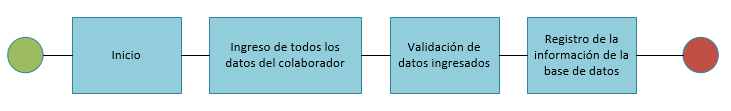 Inicio
Ingreso de todos los
datos del colaborador
Validación de
datos ingresados
Registro de la
información de la
base de datos